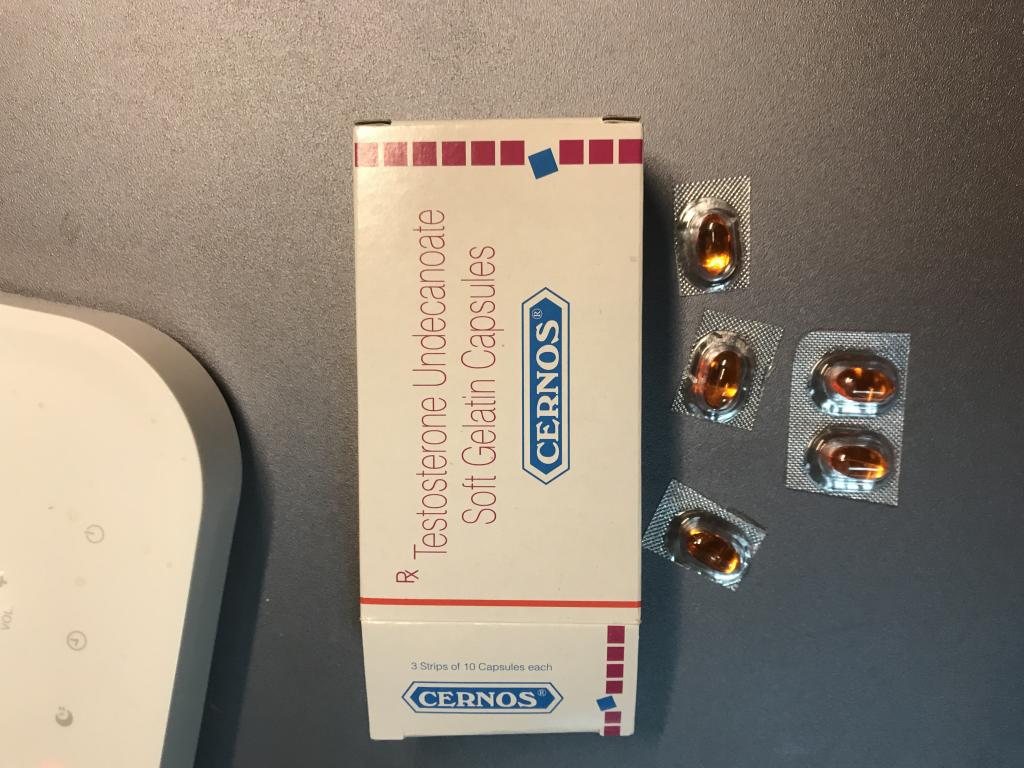 ℞ Testosterone Undecanoate
Soft Gelatin Capsules
CERNOS®
3 Strips of 10 Capsules each
CERNOS®
VOL
+